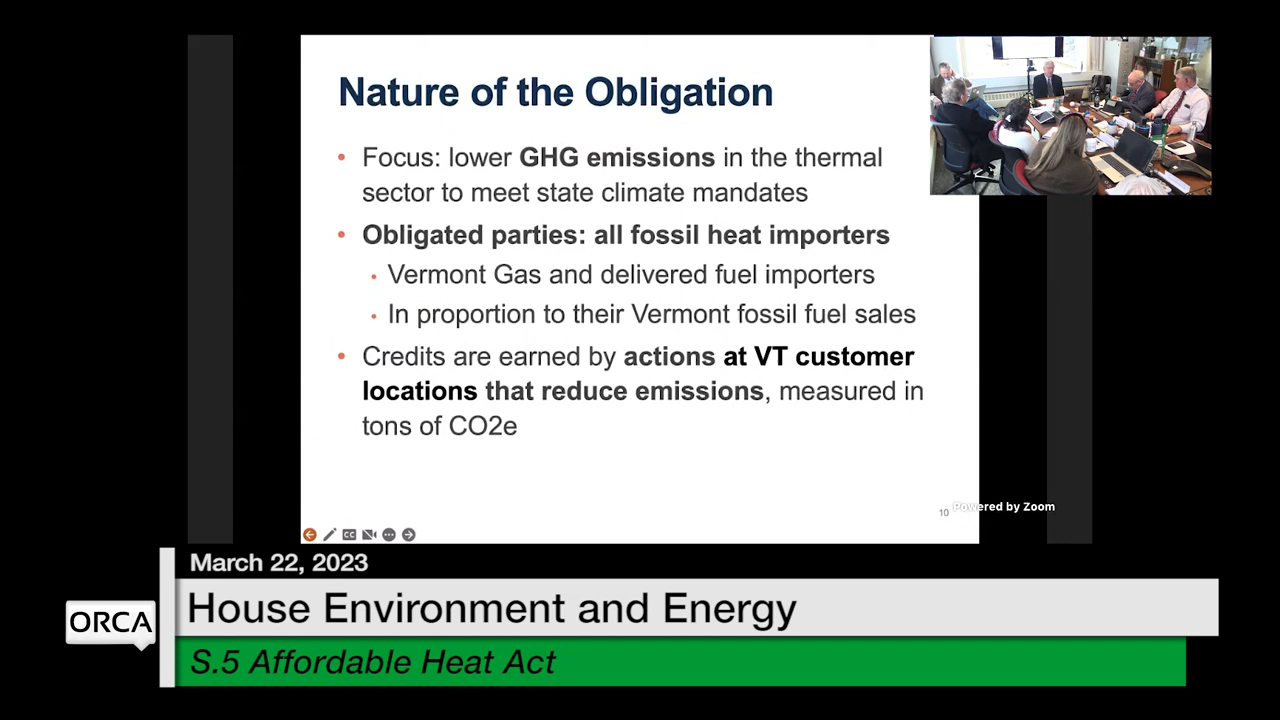 Nature of the Obligation
• Focus: lower GHG emissions in the thermal
sector to meet state climate mandates
• Obligated parties: all fossil heat importers
• Vermont Gas and delivered fuel importers
• In proportion to their Vermont fossil fuel sales
• Credits are earned by actions at VT customer
locations that reduce emissions, measured in
tons of CO2e
10
Powered by Zoom
CC
March 22, 2023
House Environment and Energy
ORCA
S.5 Affordable Heat Act